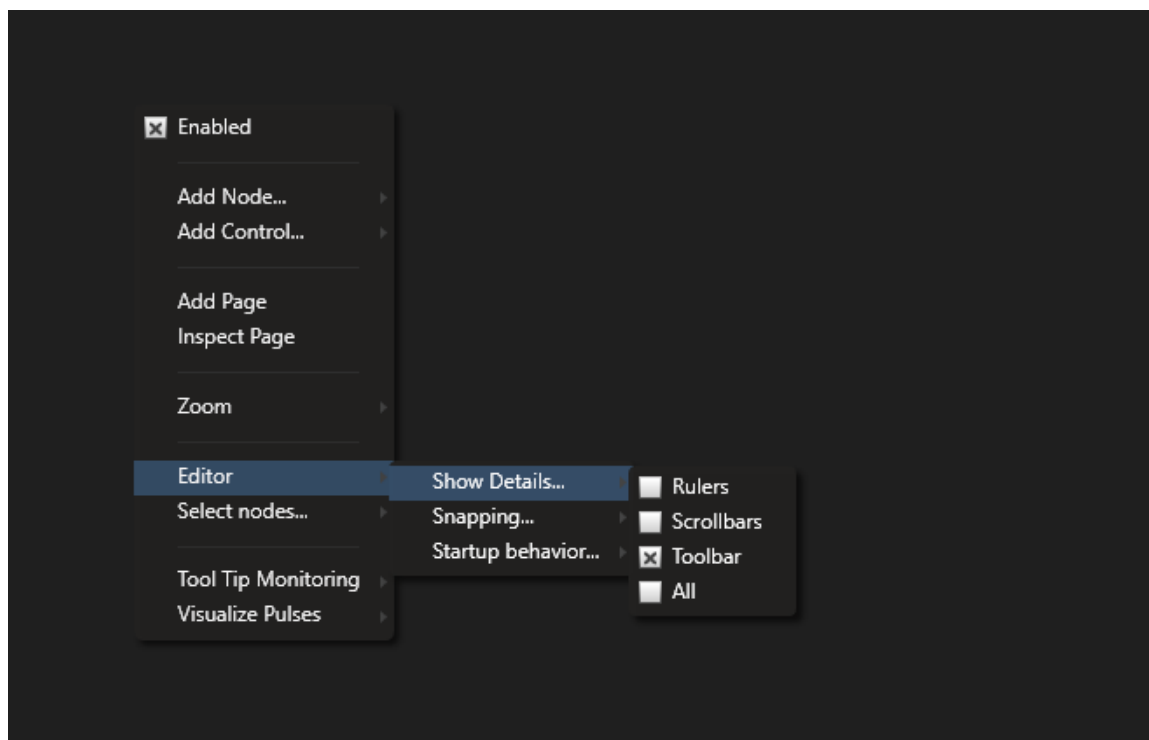 Enabled
Add Node...
Add Control...
Add Page
Inspect Page
Zoom
Editor
Select nodes...
Tool Tip Monitoring
Visualize Pulses
Show Details...
Snapping...
Startup behavior...
Rulers
Scrollbars
Toolbar
All